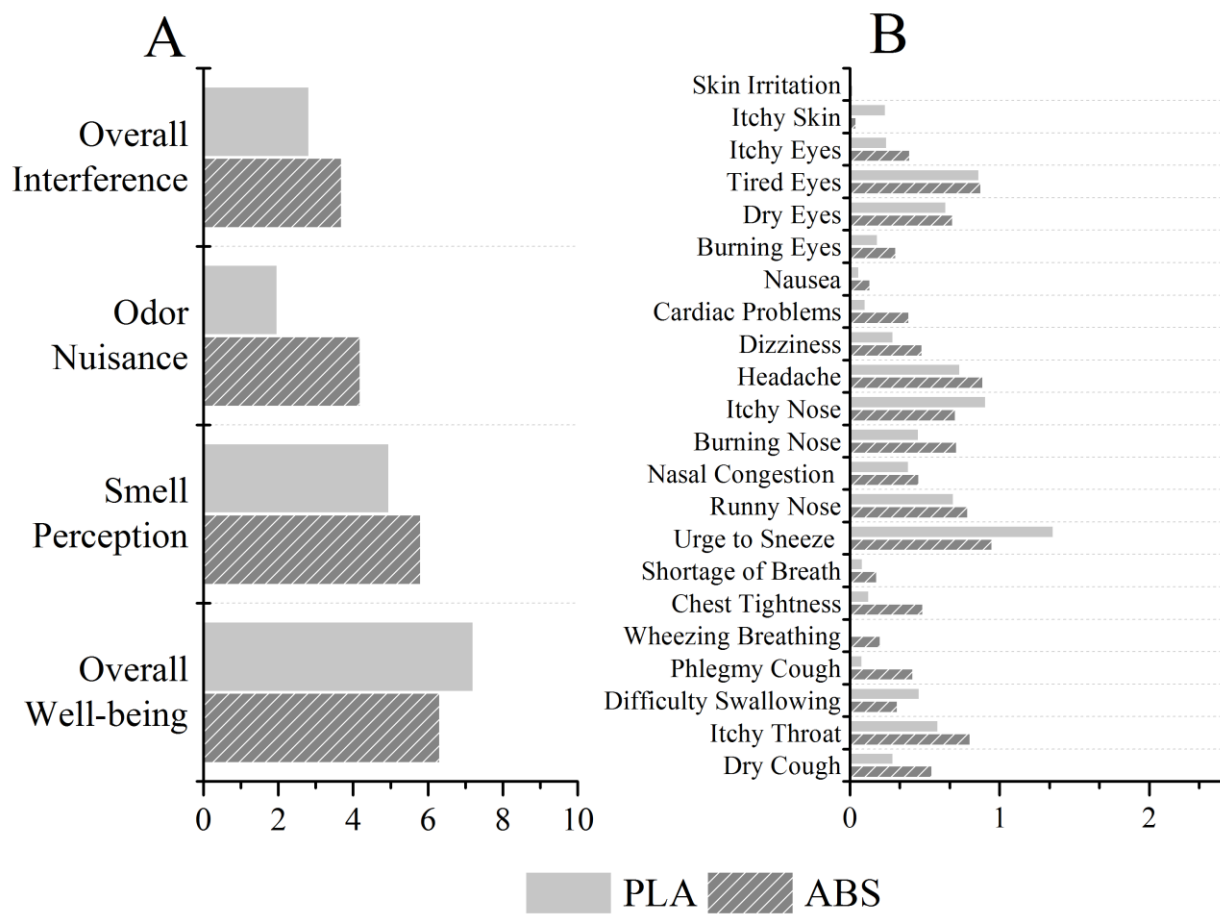 A
Overall
Interference
Odor
Nuisance
Smell
Perception
Overall
Well-being
0 2 4 6 8 10
B
Skin Irritation
Itchy Skin
Itchy Eyes
Tired Eyes
Dry Eyes
Burning Eyes
Nausea
Cardiac Problems
Dizziness
Headache
Itchy Nose
Burning Nose
Nasal Congestion
Runny Nose
Urge to Sneeze
Shortage of Breath
Chest Tightness
Wheezing Breathing
Phlegmy Cough
Difficulty Swallowing
Itchy Throat
Dry Cough
0 1 2
PLA ABS